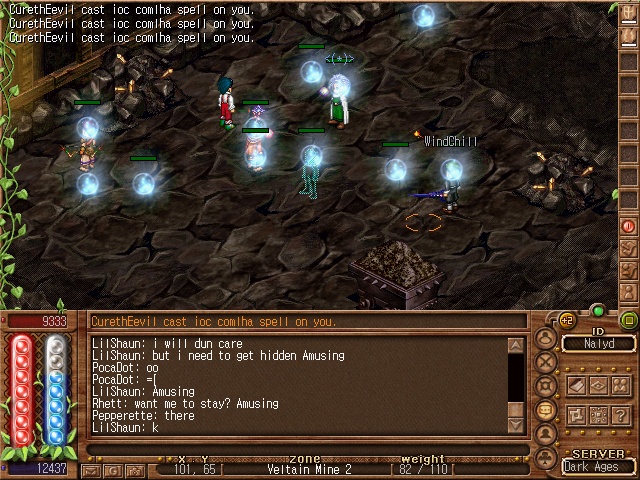 CurethEevil cast ioc comlha spell on you.
CurethEevil cast ioc comlha spell on you.
CurethEevil cast ioc comlha spell on you.
<(*)>
WindChill
9333
CurethEevil cast ioc comlha spell on you.
+2
ID
Nalyd
LilShaun: i will dun care
LilShaun: but i need to get hidden Amusing
PocaDot: oo
PocaDot: =[
LilShaun: Amusing
Rhett: want me to stay? Amusing
Pepperette: there
LilShaun: k
?
12437
x y zone weight
101, 65 [ Veltain Mine 2 [ 82 / 110 ]
SERVER
Dark Ages